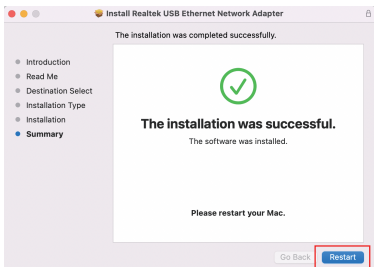 Install Realtek USB Ethernet Network Adapter
The installation was completed successfully.
Introduction
Read Me
Destination Select
Installation Type
Installation
Summary
The installation was successful.
The software was installed.
Please restart your Mac.
Go Back
Restart